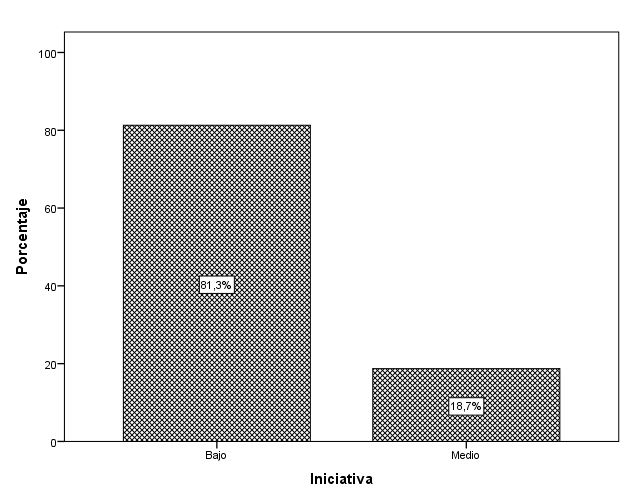 Porcentaje
100
80
60
40
20
0
81,3%
18,7%
Bajo
Medio
Iniciativa